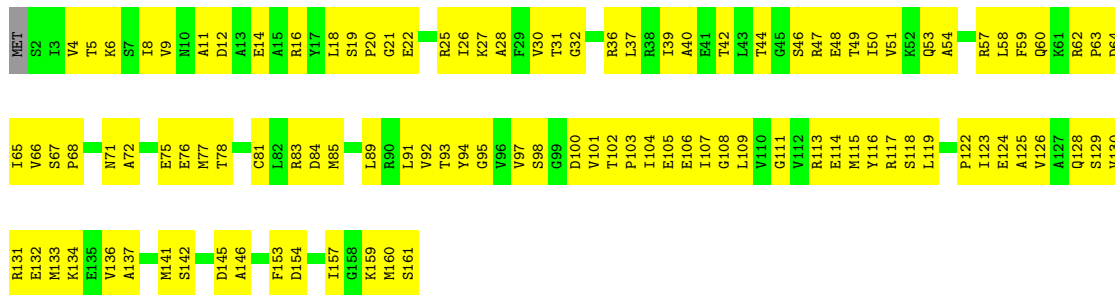 MET S2 I3 V4 T5 K6 S7 I8 V9 N10 A11 D12 A13 E14 A15 R16 Y17 L18 S19 P20 G21 E22 R25 I26 K27 A28 F29 V30 T31 G32 R36 L37 R38 I39 A40 E41 T42 L43 T44 G45 S46 R47 E48 T49 I50 V51 K52 Q53 A54 R57 L58 F59 Q60 K61 R62 P63
I65 V66 S67 P68 N71 A72 E75 E76 M77 T78 C81 L82 R83 D84 M85 L89 R90 L91 V92 T93 Y94 G95 V96 V97 S98 G99 D100 V101 T102 P103 I104 E105 E106 I107 G108 L109 V110 G111 V112 R113 E114 M115 Y116 R117 S118 L119 P122 I123 E124 A125 V126 A127 Q128 S129 V130
R131 E132 M133 K134 E135 V136 A137 M141 S142 D145 A146 F153 D154 I157 G158 K159 M160 S161